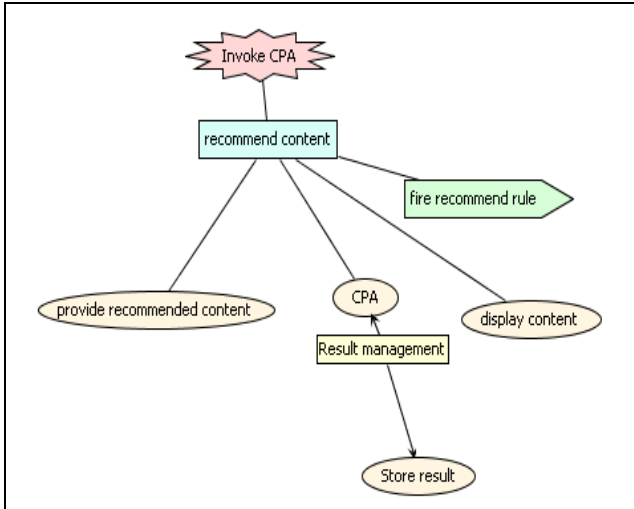 Invoke CPA
recommend content
fire recommend rule
provide recommended content
CPA
display content
Result management
Store result